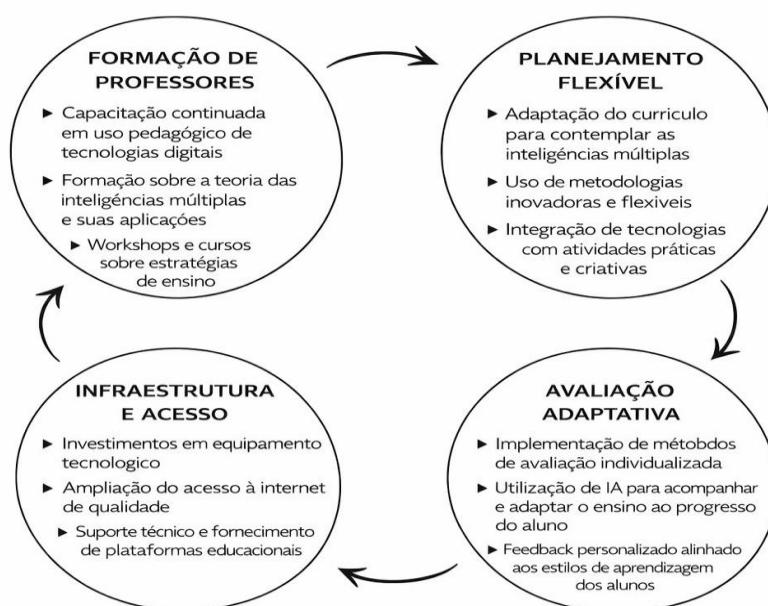 FORMAÇÃO DE
PROFESSORES
► Capacitação continuada
em uso pedagógico de
tecnologias digitais
► Formação sobre a teoria das
inteligéncias múltiplas
e suas aplicações
► Workshops e cursos
sobre estratégias
de ensino
PLANEJAMENTO
FLEXÍVEL
► Adaptação do curriculo
para contemplar as
inteligéncias múltiplas
► Uso de metodologias
inovadoras e flexiveis
► Integração de tecnologias
com atividades práticas
e criativas
AVALIAÇÃO
ADAPTATIVA
► Implementação de métobdos
de avaliação individualizada
► Utilização de IA para acompanhar
e adaptar o ensino ao progresso
do aluno
► Feedback personalizado alinhado
aos estilos de aprendizagem
dos alunos
INFRAESTRUTURA
E ACESSO
► Investimentos em equipamento
tecnologico
► Ampliação do acesso à internet
de qualidade
► Suporte técnico e fornecimento
de plataformas educacionais